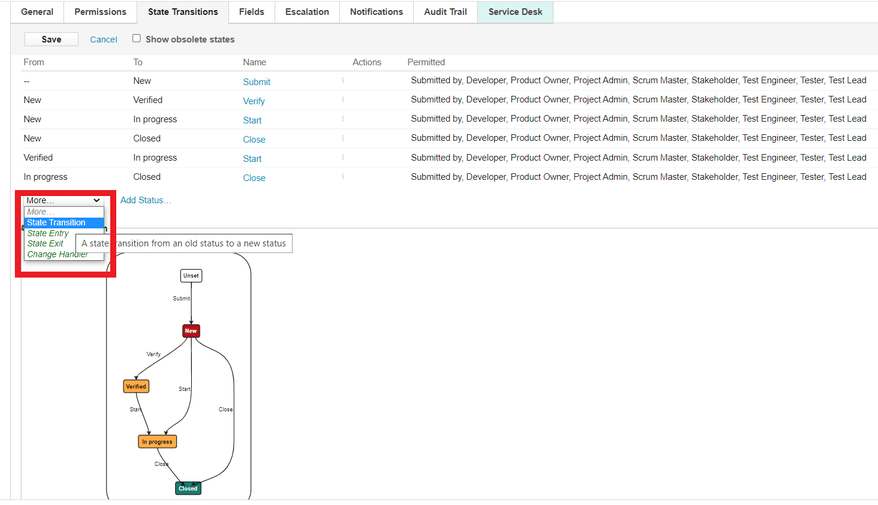 General Permissions State Transitions Fields Escalation Notifications Audit Trail Service Desk
Save Cancel Show obsolete states
From To Name Actions Permitted
-- New Submit Submitted by, Developer, Product Owner, Project Admin, Scrum Master, Stakeholder, Test Engineer, Tester, Test Lead
New Verified Verify Submitted by, Developer, Product Owner, Project Admin, Scrum Master, Stakeholder, Test Engineer, Tester, Test Lead
New In progress Start Submitted by, Developer, Product Owner, Project Admin, Scrum Master, Stakeholder, Test Engineer, Tester, Test Lead
New Closed Close Submitted by, Developer, Product Owner, Project Admin, Scrum Master, Stakeholder, Test Engineer, Tester, Test Lead
Verified In progress Start Submitted by, Developer, Product Owner, Project Admin, Scrum Master, Stakeholder, Test Engineer, Tester, Test Lead
In progress Closed Close Submitted by, Developer, Product Owner, Project Admin, Scrum Master, Stakeholder, Test Engineer, Tester, Test Lead
More... Add Status...
More...
State Transition
State Entry
State Exit
A state transition from an old status to a new status
Change Handler
Unset
Submit
New
Verify
Verified
Start
Start
Close
In progress
Close
Closed